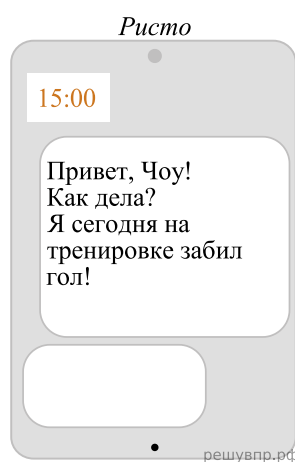 Ристо
15:00
Привет, Чоу!
Как дела?
Я сегодня на
тренировке забил
гол!
решувпр.рф